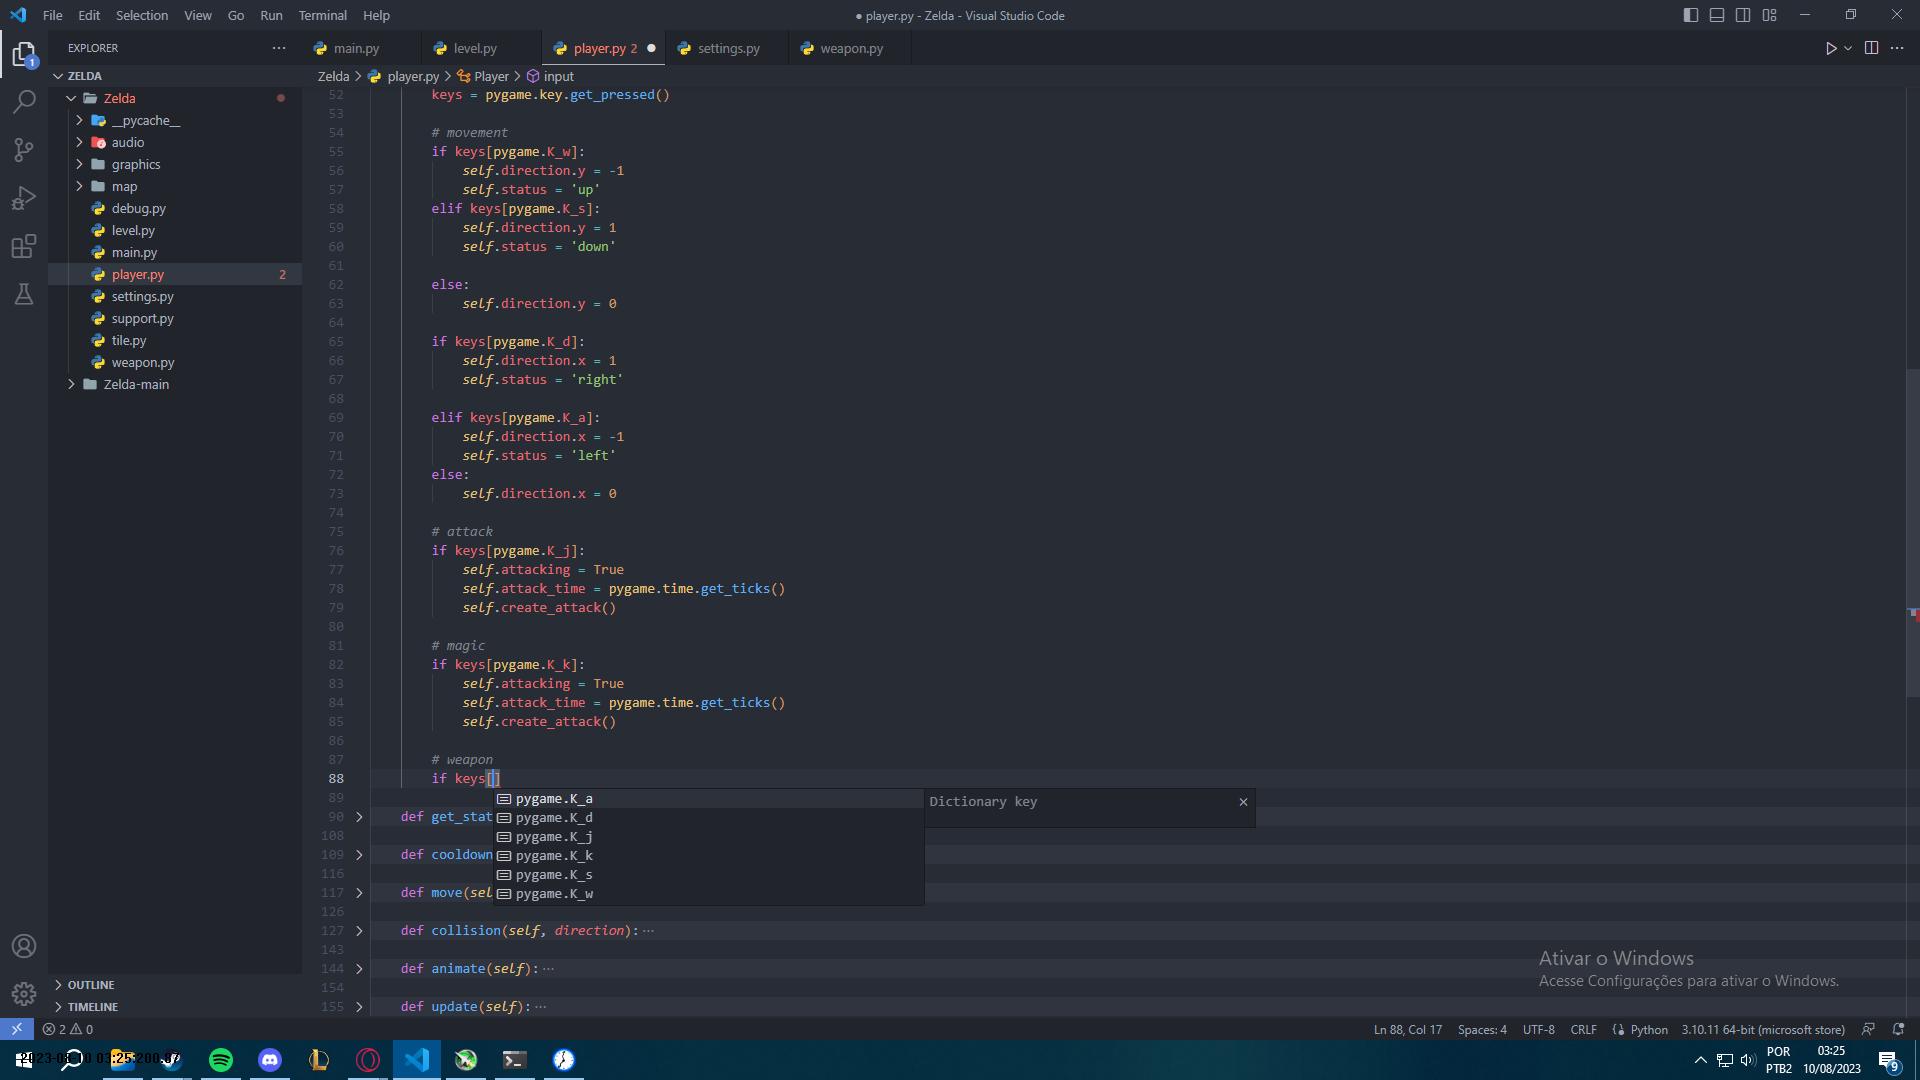 File Edit Selection View Go Run Terminal Help
● player.py - Zelda - Visual Studio Code
EXPLORER
main.py level.py player.py 2 settings.py weapon.py
ZELDA
Zelda > player.py > Player > input
Zelda
__pycache__
audio
graphics
map
debug.py
level.py
main.py
player.py 2
settings.py
support.py
tile.py
weapon.py
Zelda-main
OUTLINE
TIMELINE
52 keys = pygame.key.get_pressed()
53
54 # movement
55 if keys[pygame.K_w]:
56 self.direction.y = -1
57 self.status = 'up'
58 elif keys[pygame.K_s]:
59 self.direction.y = 1
60 self.status = 'down'
61
62 else:
63 self.direction.y = 0
64
65 if keys[pygame.K_d]:
66 self.direction.x = 1
67 self.status = 'right'
68
69 elif keys[pygame.K_a]:
70 self.direction.x = -1
71 self.status = 'left'
72 else:
73 self.direction.x = 0
74
75 # attack
76 if keys[pygame.K_j]:
77 self.attacking = True
78 self.attack_time = pygame.time.get_ticks()
79 self.create_attack()
80
81 # magic
82 if keys[pygame.K_k]:
83 self.attacking = True
84 self.attack_time = pygame.time.get_ticks()
85 self.create_attack()
86
87 # weapon
88 if keys[]
89
90 def get_stat
108
109 def cooldown
116
117 def move(sel
126
127 def collision(self, direction):···
143
144 def animate(self):···
154
155 def update(self):···
pygame.K_a
pygame.K_d
pygame.K_j
pygame.K_k
pygame.K_s
pygame.K_w
Dictionary key
Ativar o Windows
Acesse Configurações para ativar o Windows.
2 0
Ln 88, Col 17 Spaces: 4 UTF-8 CRLF Python 3.10.11 64-bit (microsoft store)
POR
PTB2
03:25
10/08/2023
9
1